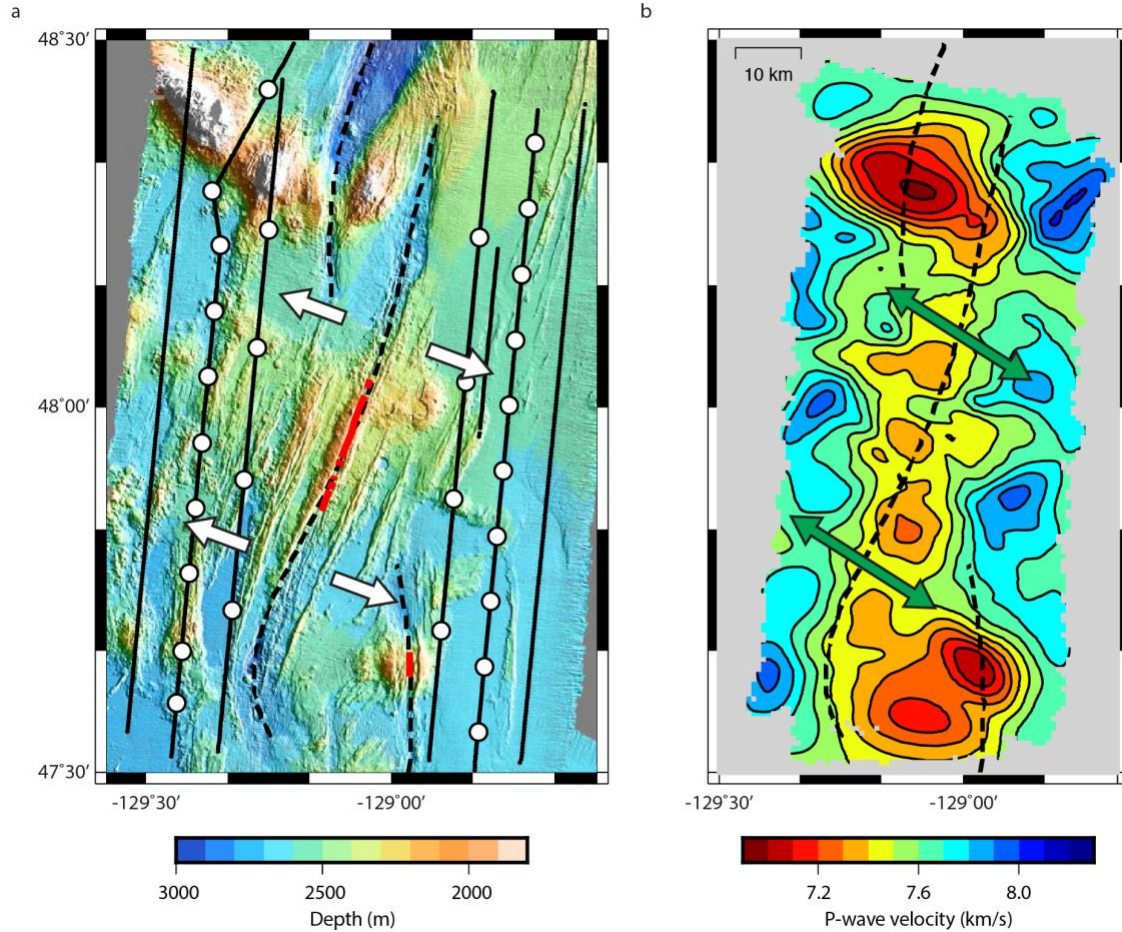 a
b
48°30′
10 km
48°00′
47°30′
-129°30′
-129°00′
-129°30′
-129°00′
3000
2500
2000
Depth (m)
7.2
7.6
8.0
P-wave velocity (km/s)